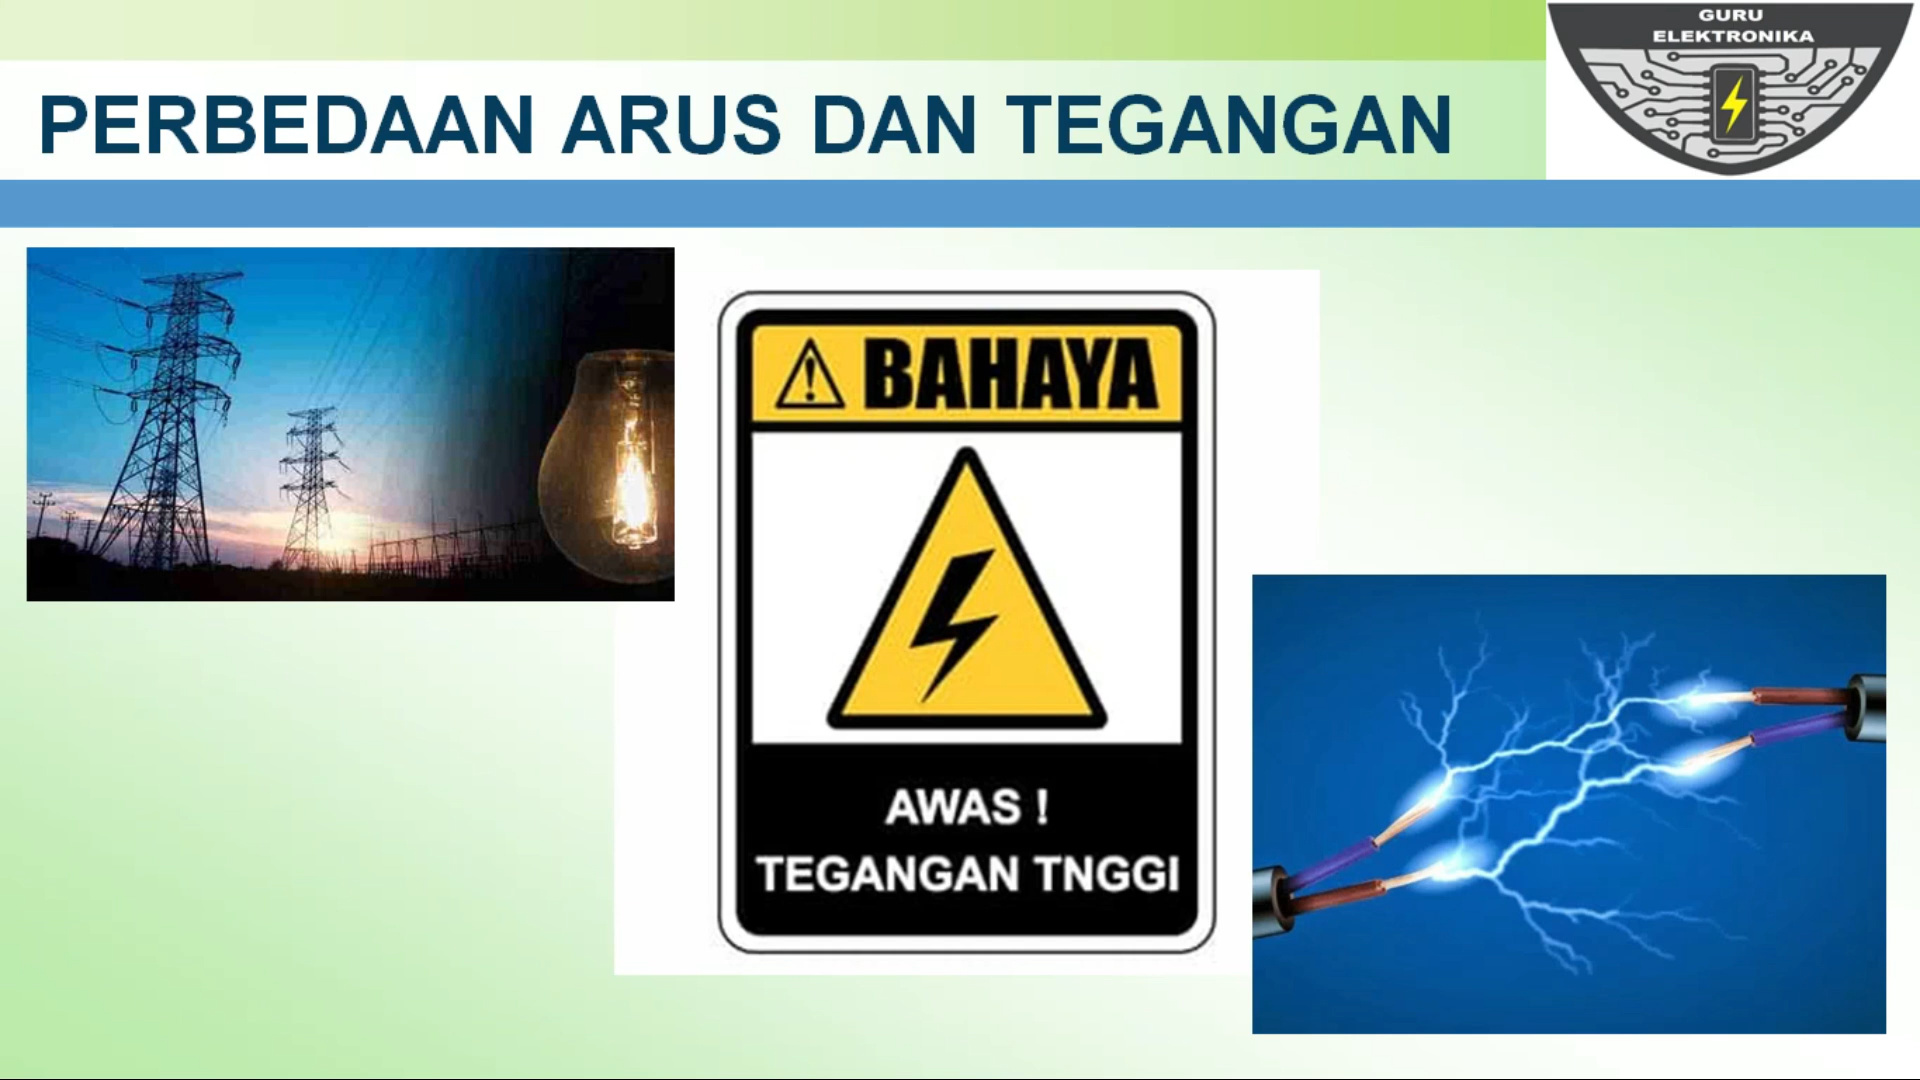 GURU
ELEKTRONIKA
PERBEDAAN ARUS DAN TEGANGAN
BAHAYA
AWAS !
TEGANGAN TNGGI